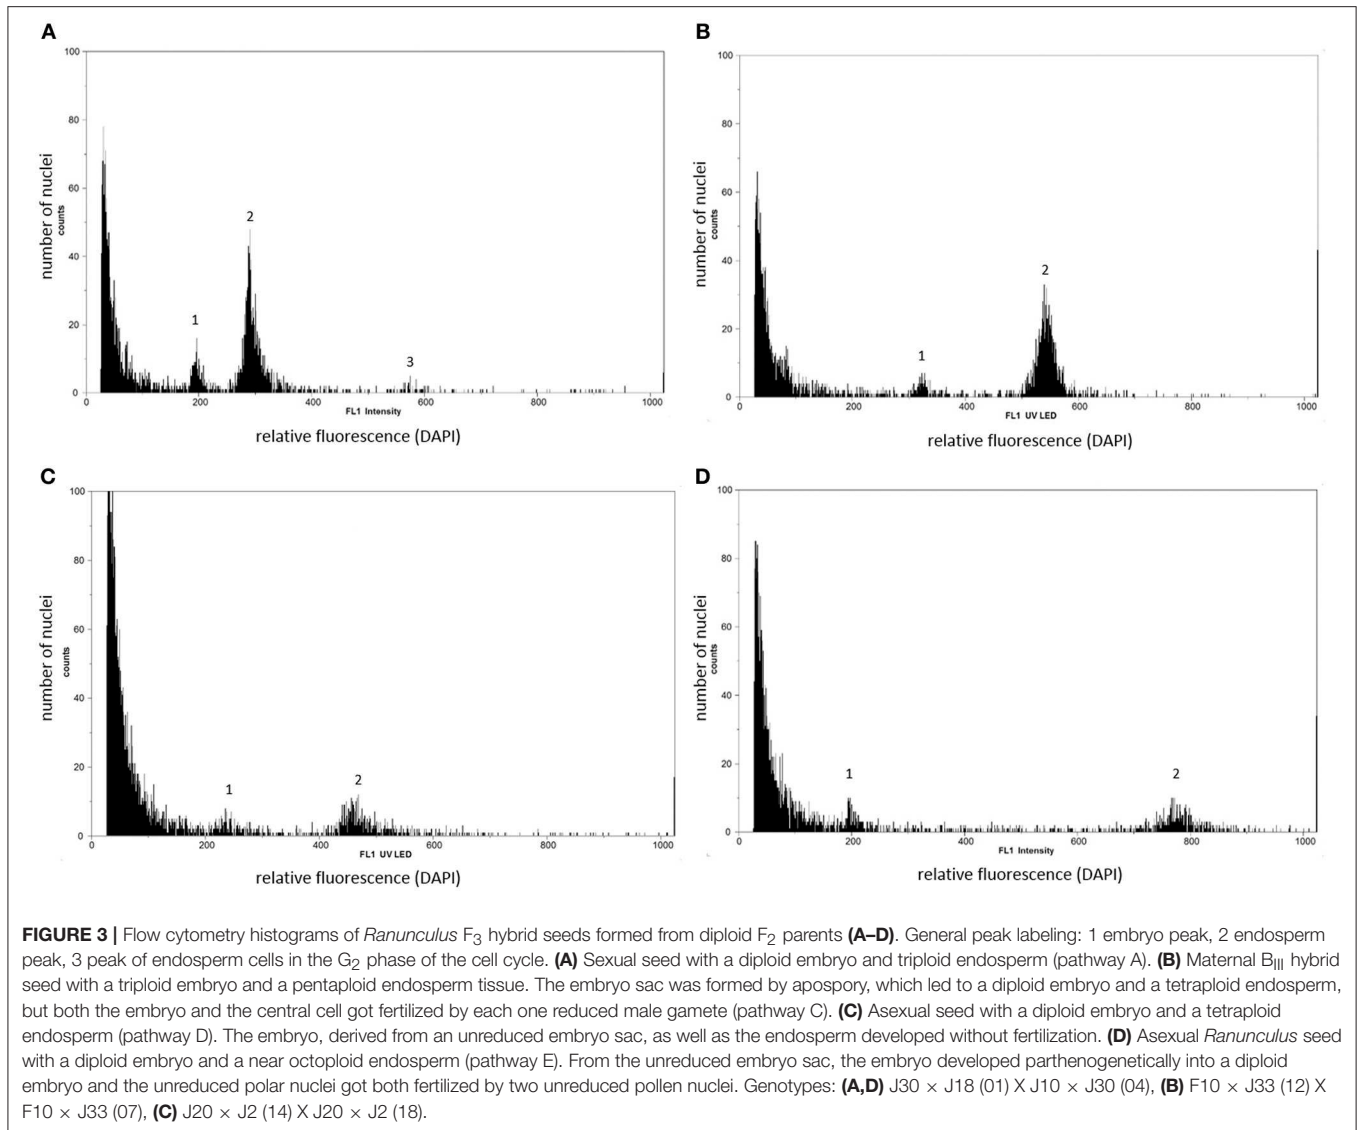 A
100
80
60
40
20
0
number of nuclei
counts
1
2
3
0 200 400 600 800 1000
FL1 Intensity
relative fluorescence (DAPI)
B
100
80
60
40
20
0
number of nuclei
counts
1
2
0 200 400 600 800 1000
FL1 UV LED
relative fluorescence (DAPI)
C
100
80
60
40
20
0
number of nuclei
counts
1
2
0 200 400 600 800 1000
FL1 UV LED
relative fluorescence (DAPI)
D
100
80
60
40
20
0
number of nuclei
counts
1
2
0 200 400 600 800 1000
FL1 Intensity
relative fluorescence (DAPI)
FIGURE 3 | Flow cytometry histograms of Ranunculus F3 hybrid seeds formed from diploid F2 parents (A–D). General peak labeling: 1 embryo peak, 2 endosperm
peak, 3 peak of endosperm cells in the G2 phase of the cell cycle. (A) Sexual seed with a diploid embryo and triploid endosperm (pathway A). (B) Maternal BIII hybrid
seed with a triploid embryo and a pentaploid endosperm tissue. The embryo sac was formed by apospory, which led to a diploid embryo and a tetraploid endosperm,
but both the embryo and the central cell got fertilized by each one reduced male gamete (pathway C). (C) Asexual seed with a diploid embryo and a tetraploid
endosperm (pathway D). The embryo, derived from an unreduced embryo sac, as well as the endosperm developed without fertilization. (D) Asexual Ranunculus seed
with a diploid embryo and a near octoploid endosperm (pathway E). From the unreduced embryo sac, the embryo developed parthenogenetically into a diploid
embryo and the unreduced polar nuclei got both fertilized by two unreduced pollen nuclei. Genotypes: (A,D) J30 × J18 (01) X J10 × J30 (04), (B) F10 × J33 (12) X
F10 × J33 (07), (C) J20 × J2 (14) X J20 × J2 (18).